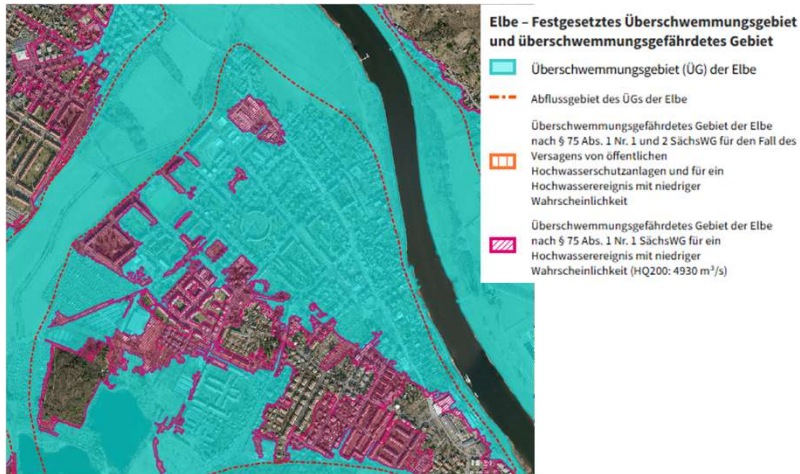 Elbe – Festgesetztes Überschwemmungsgebiet
und überschwemmungsgefährdetes Gebiet
Überschwemmungsgebiet (ÜG) der Elbe
Abflussgebiet des ÜGs der Elbe
Überschwemmungsgefährdetes Gebiet der Elbe
nach § 75 Abs. 1 Nr. 1 und 2 SächsWG für den Fall des
Versagens von öffentlichen
Hochwasserschutzanlagen und für ein
Hochwasserereignis mit niedriger
Wahrscheinlichkeit
Überschwemmungsgefährdetes Gebiet der Elbe
nach § 75 Abs. 1 Nr. 1 SächsWG für ein
Hochwasserereignis mit niedriger
Wahrscheinlichkeit (HQ200: 4930 m³/s)